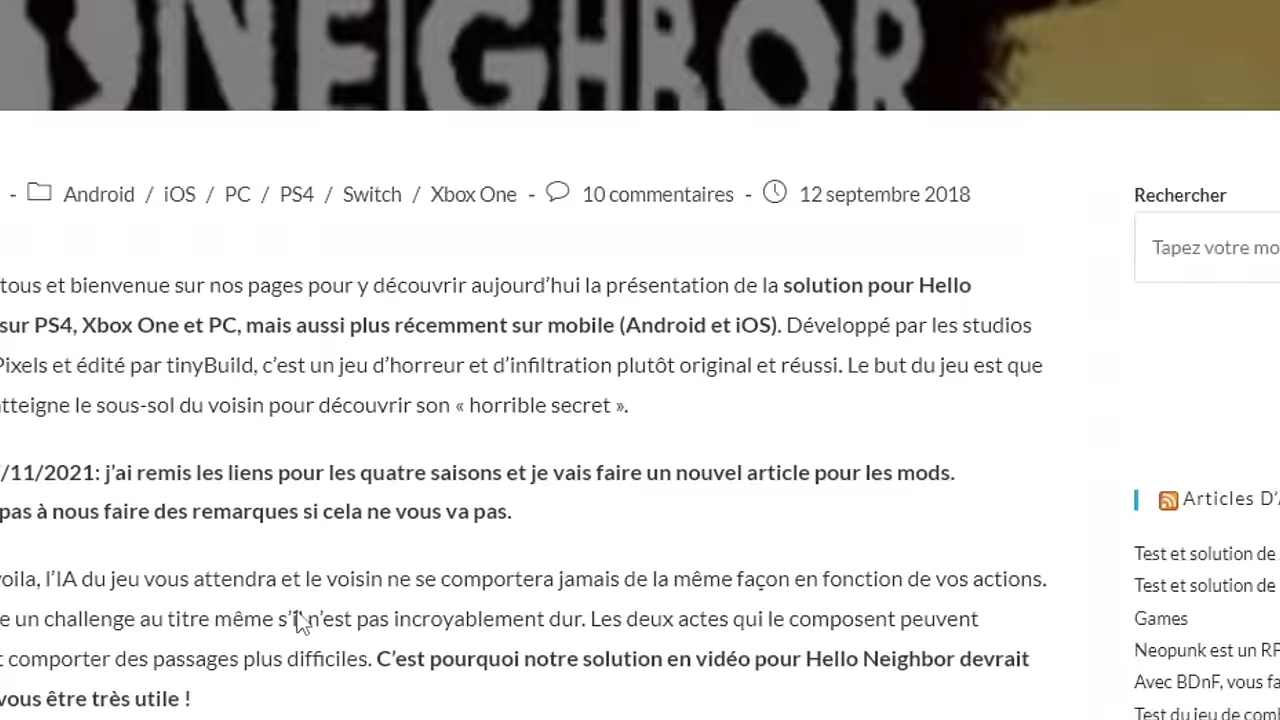 NEIGHBOR
- Android / iOS / PC / PS4 / Switch / Xbox One - 10 commentaires - 12 septembre 2018
tous et bienvenue sur nos pages pour y découvrir aujourd’hui la présentation de la solution pour Hello
sur PS4, Xbox One et PC, mais aussi plus récemment sur mobile (Android et iOS). Développé par les studios
Pixels et édité par tinyBuild, c’est un jeu d’horreur et d’infiltration plutôt original et réussi. Le but du jeu est que
tteigne le sous-sol du voisin pour découvrir son « horrible secret ».
/11/2021: j’ai remis les liens pour les quatre saisons et je vais faire un nouvel article pour les mods.
pas à nous faire des remarques si cela ne vous va pas.
voila, l’IA du jeu vous attendra et le voisin ne se comportera jamais de la même façon en fonction de vos actions.
e un challenge au titre même s’il n’est pas incroyablement dur. Les deux actes qui le composent peuvent
t comporter des passages plus difficiles. C’est pourquoi notre solution en vidéo pour Hello Neighbor devrait
vous être très utile !
Rechercher
Tapez votre mo
Articles D’
Test et solution de
Test et solution de
Games
Neopunk est un RP
Avec BDnF, vous fa
Test du jeu de com